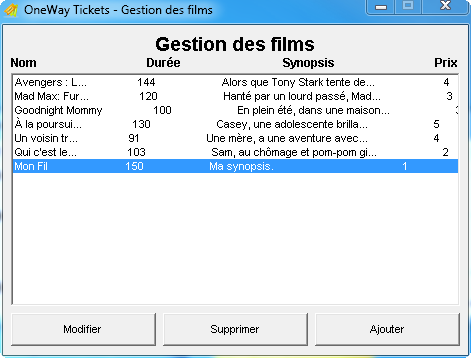 OneWay Tickets - Gestion des films
Gestion des films
Nom Durée Synopsis Prix
Avengers : L... 144 Alors que Tony Stark tente de... 4
Mad Max: Fur... 120 Hanté par un lourd passé, Mad... 3
Goodnight Mommy 100 En plein été, dans une maison...
À la poursui... 130 Casey, une adolescente brilla... 5
Un voisin tr... 91 Une mère, a une aventure avec... 4
Qui c'est le... 103 Sam, au chômage et pom-pom gi... 2
Mon Fil 150 Ma synopsis. 1
Modifier Supprimer Ajouter